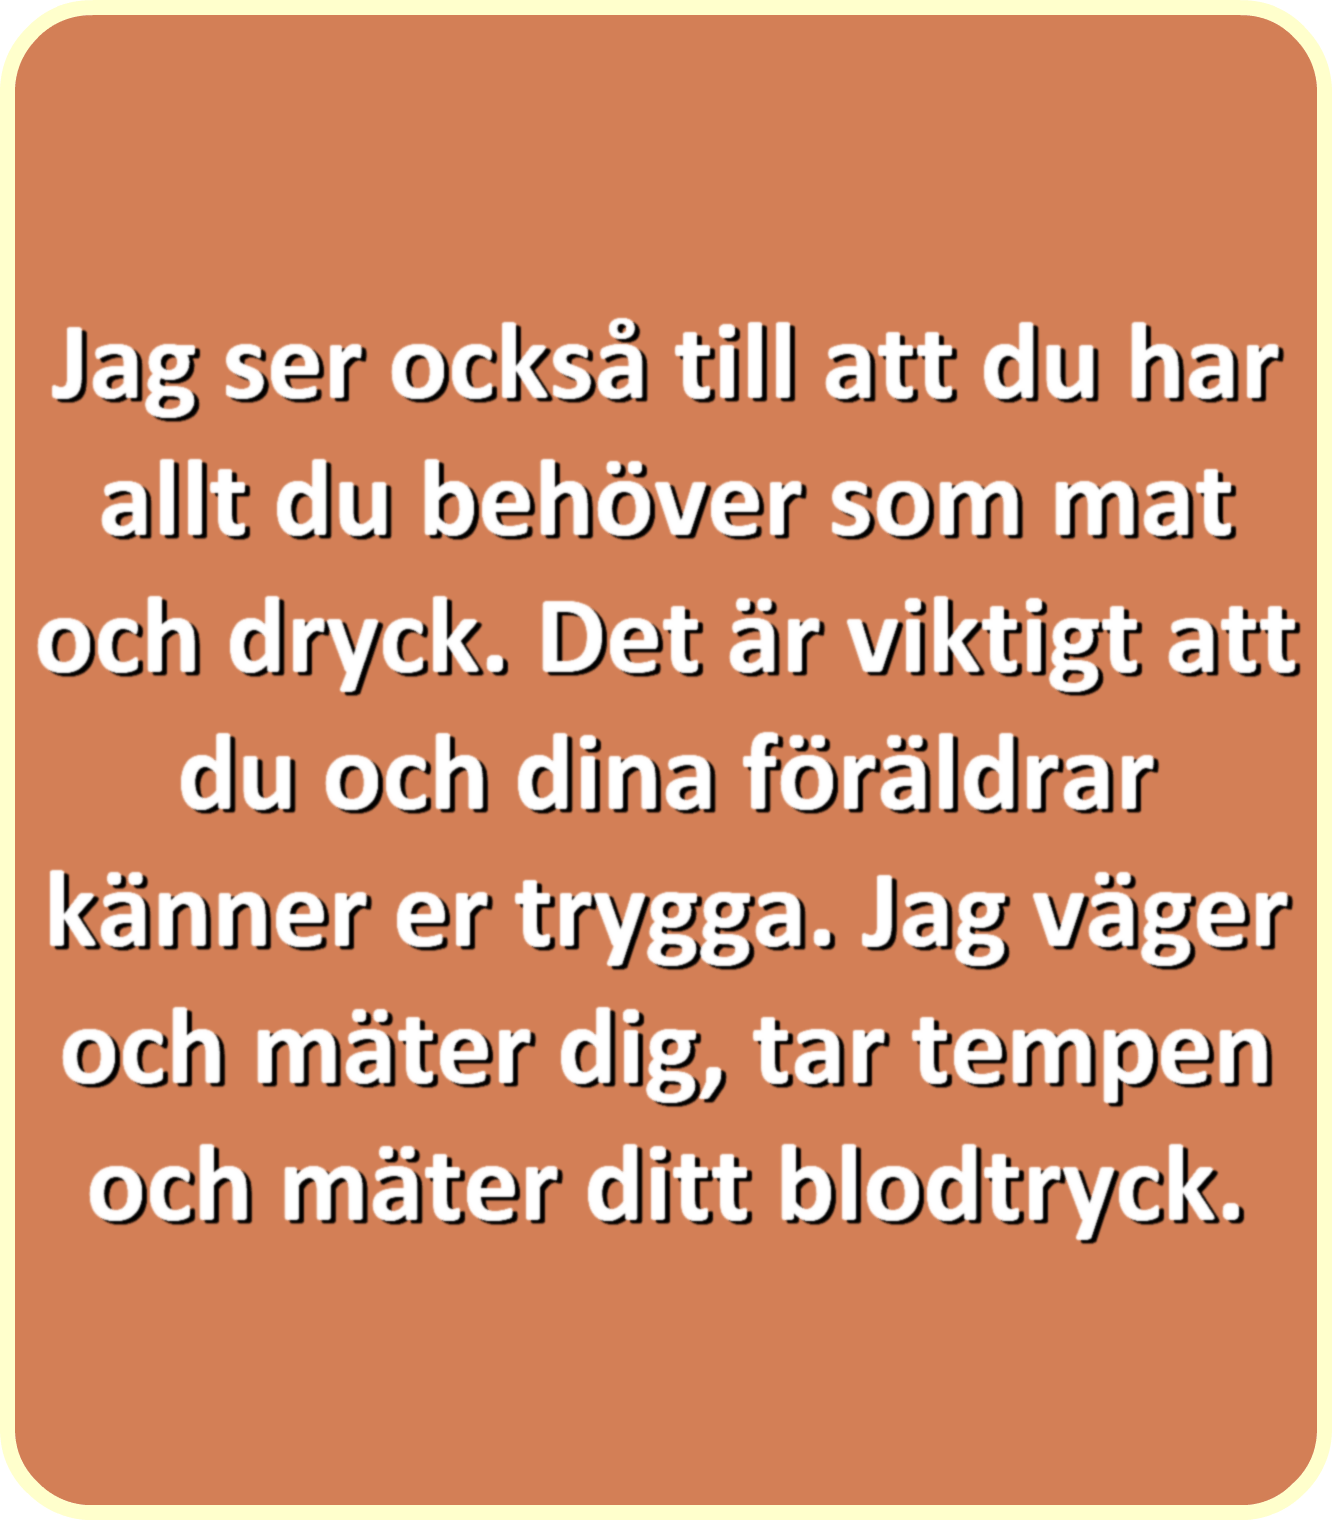 Jag ser också till att du har
allt du behöver som mat
och dryck. Det är viktigt att
du och dina föräldrar
känner er trygga. Jag väger
och mäter dig, tar tempen
och mäter ditt blodtryck.